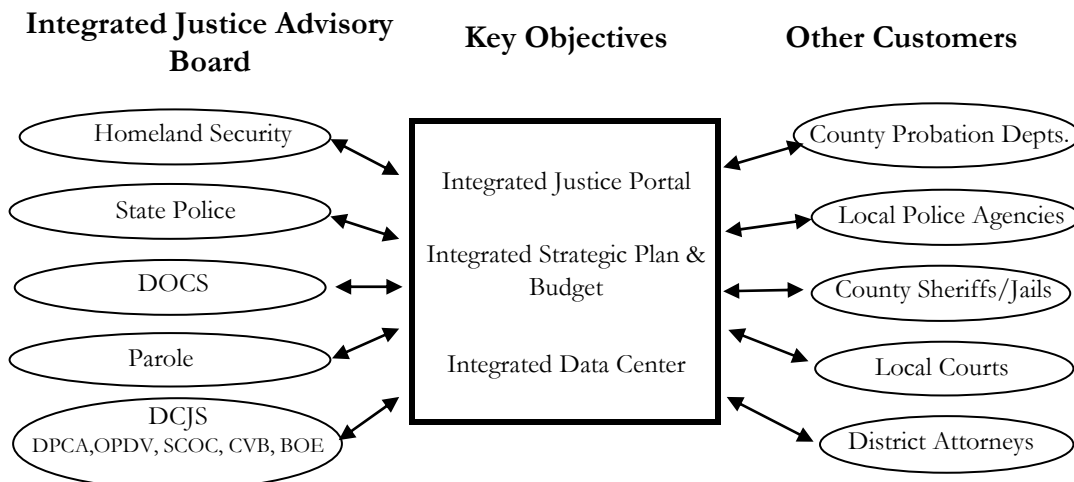 Integrated Justice Advisory
Board
Key Objectives
Other Customers
Homeland Security
State Police
DOCS
Parole
DCJS
DPCA,OPDV, SCOC, CVB, BOE
Integrated Justice Portal
Integrated Strategic Plan &
Budget
Integrated Data Center
County Probation Depts.
Local Police Agencies
County Sheriffs/Jails
Local Courts
District Attorneys